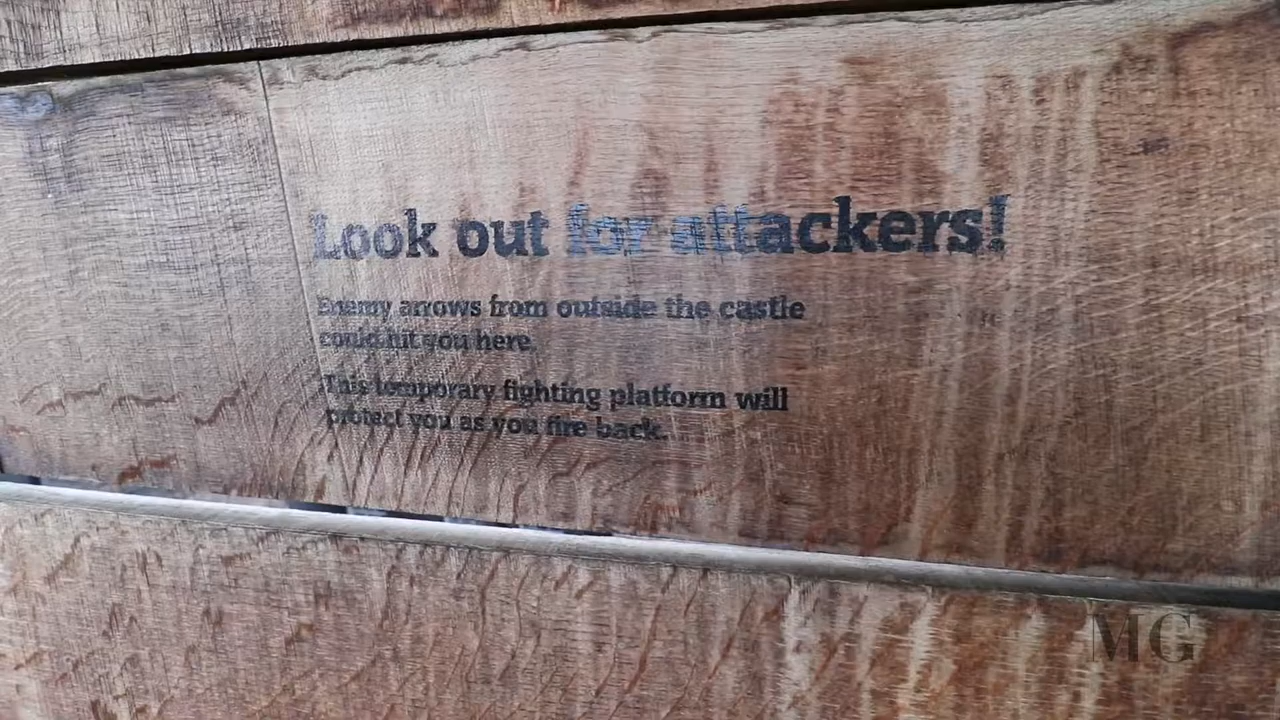 Look out for attackers!
Enemy arrows from outside the castle
could hit you here.
This temporary fighting platform will
protect you as you fire back.
MG